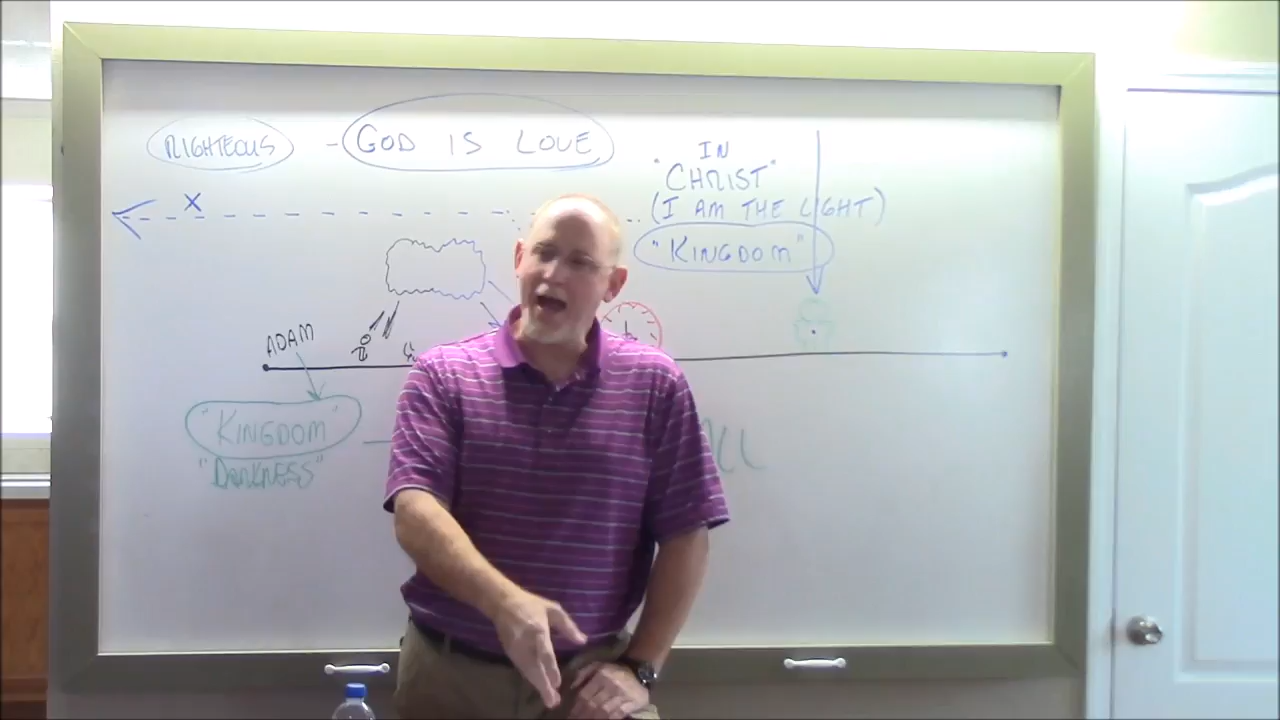 RIGHTEOUS - GOD IS LOVE
IN
"CHRIST"
(I AM THE LIGHT)
"KINGDOM"
X
ADAM
"KINGDOM"
"DARKNESS"